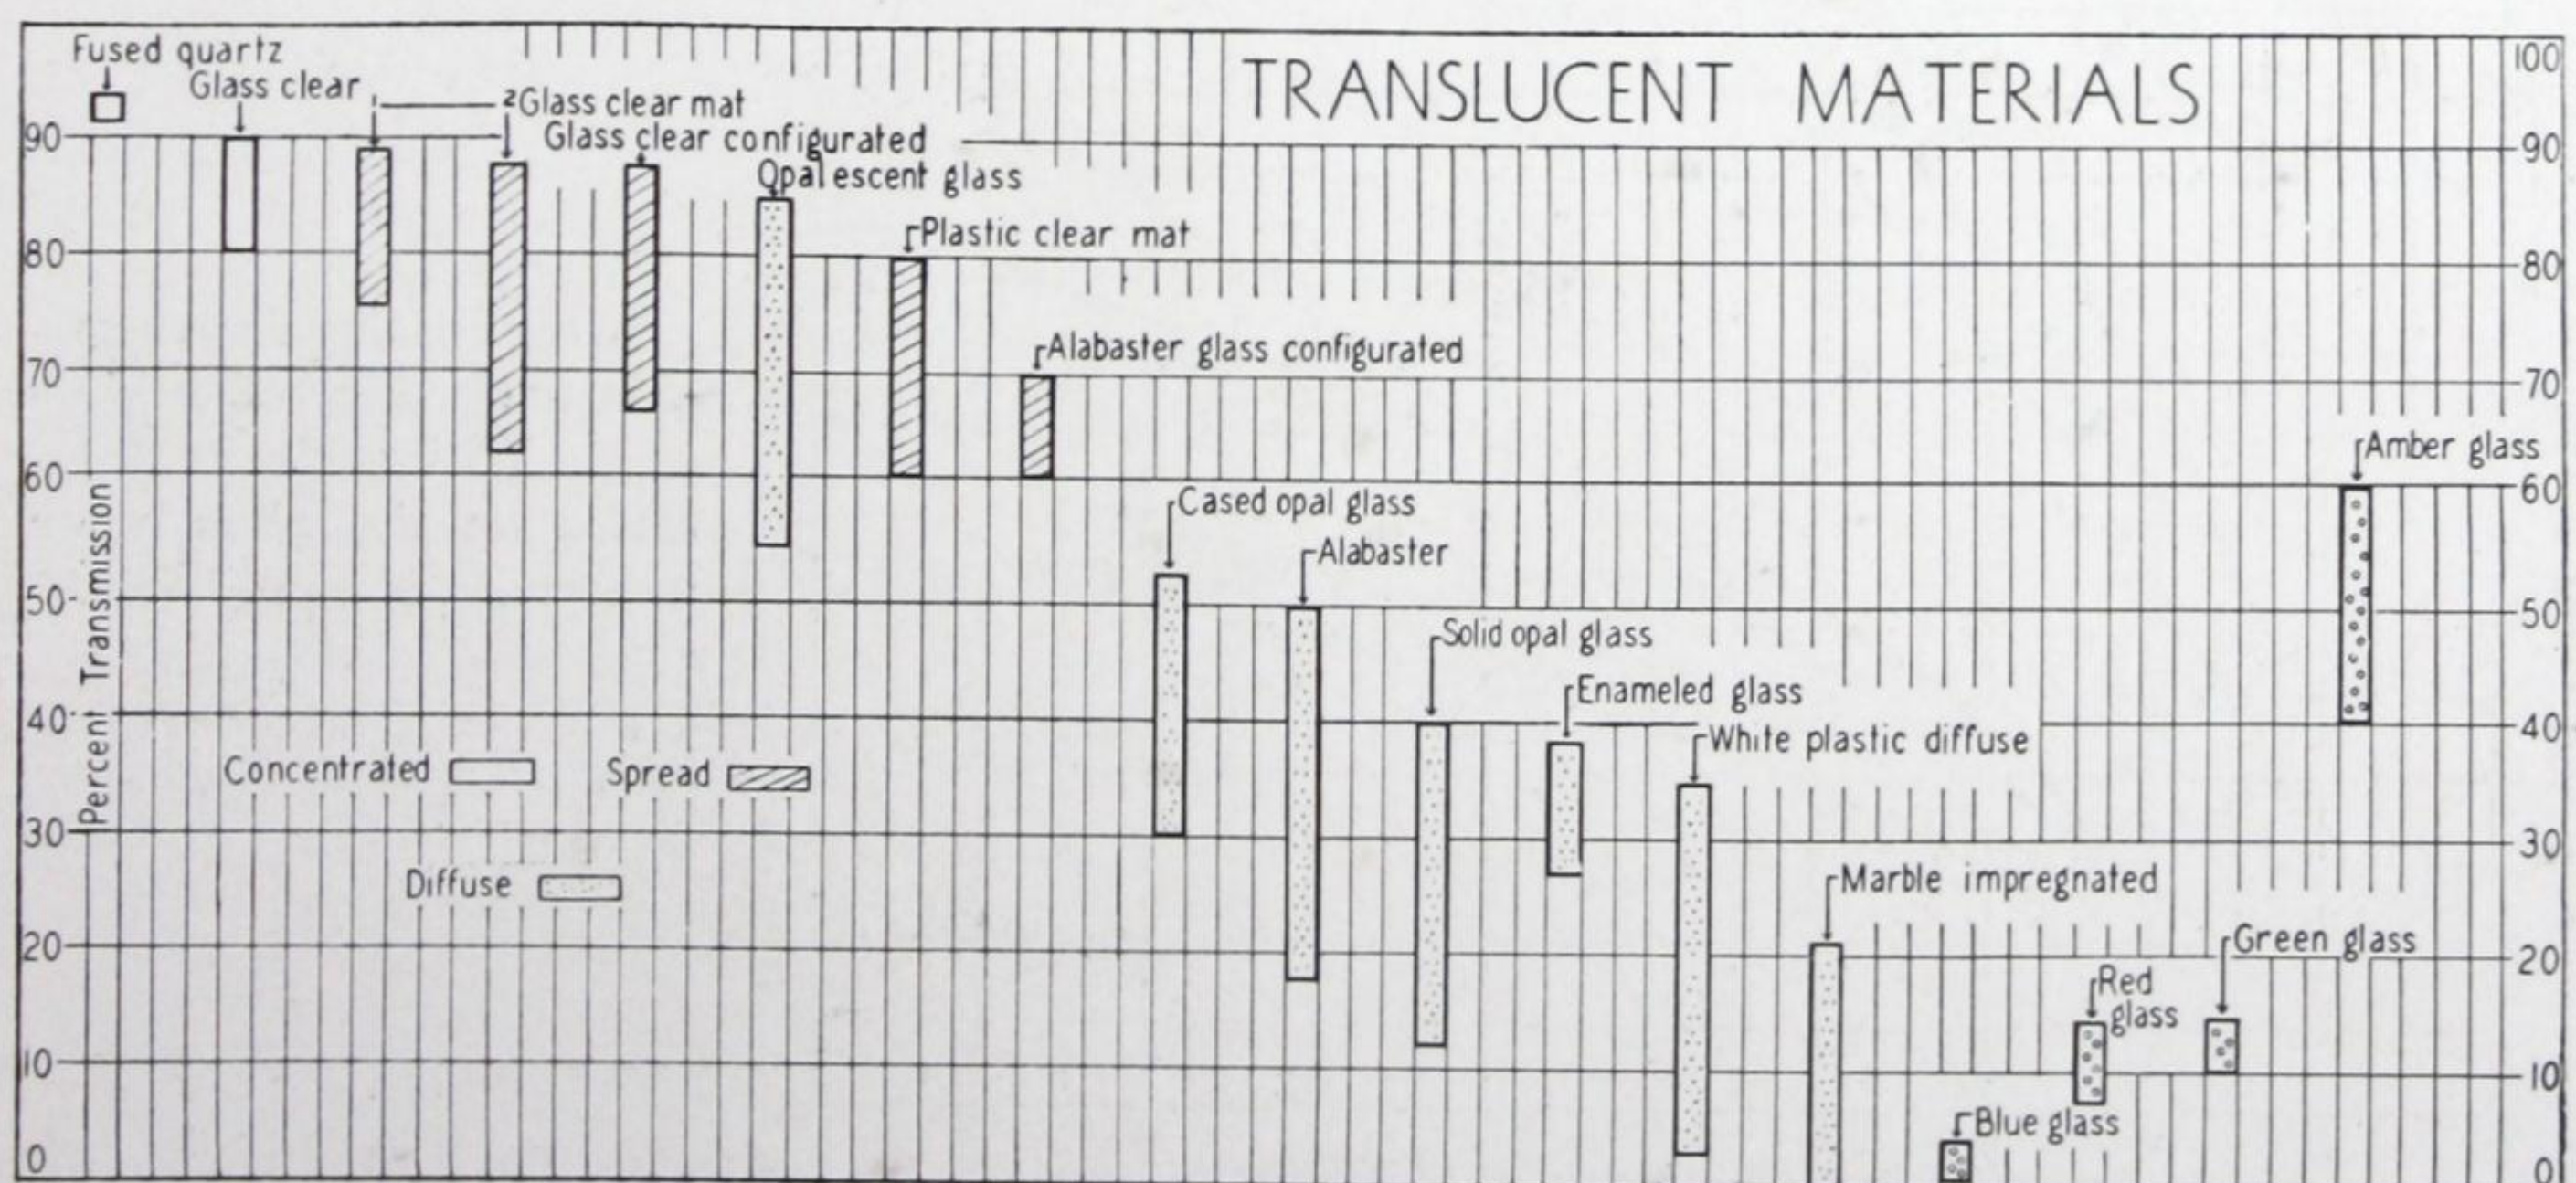 TRANSLUCENT MATERIALS
Fused quartz
Glass clear
1
2Glass clear mat
Glass clear configurated
Opalescent glass
Plastic clear mat
Alabaster glass configurated
Amber glass
Cased opal glass
Alabaster
Solid opal glass
Enameled glass
White plastic diffuse
Marble impregnated
Green glass
Red
glass
Blue glass
Concentrated
Spread
Diffuse
Percent Transmission
90
80
70
60
50
40
30
20
10
0
100
90
80
70
60
50
40
30
20
10
0